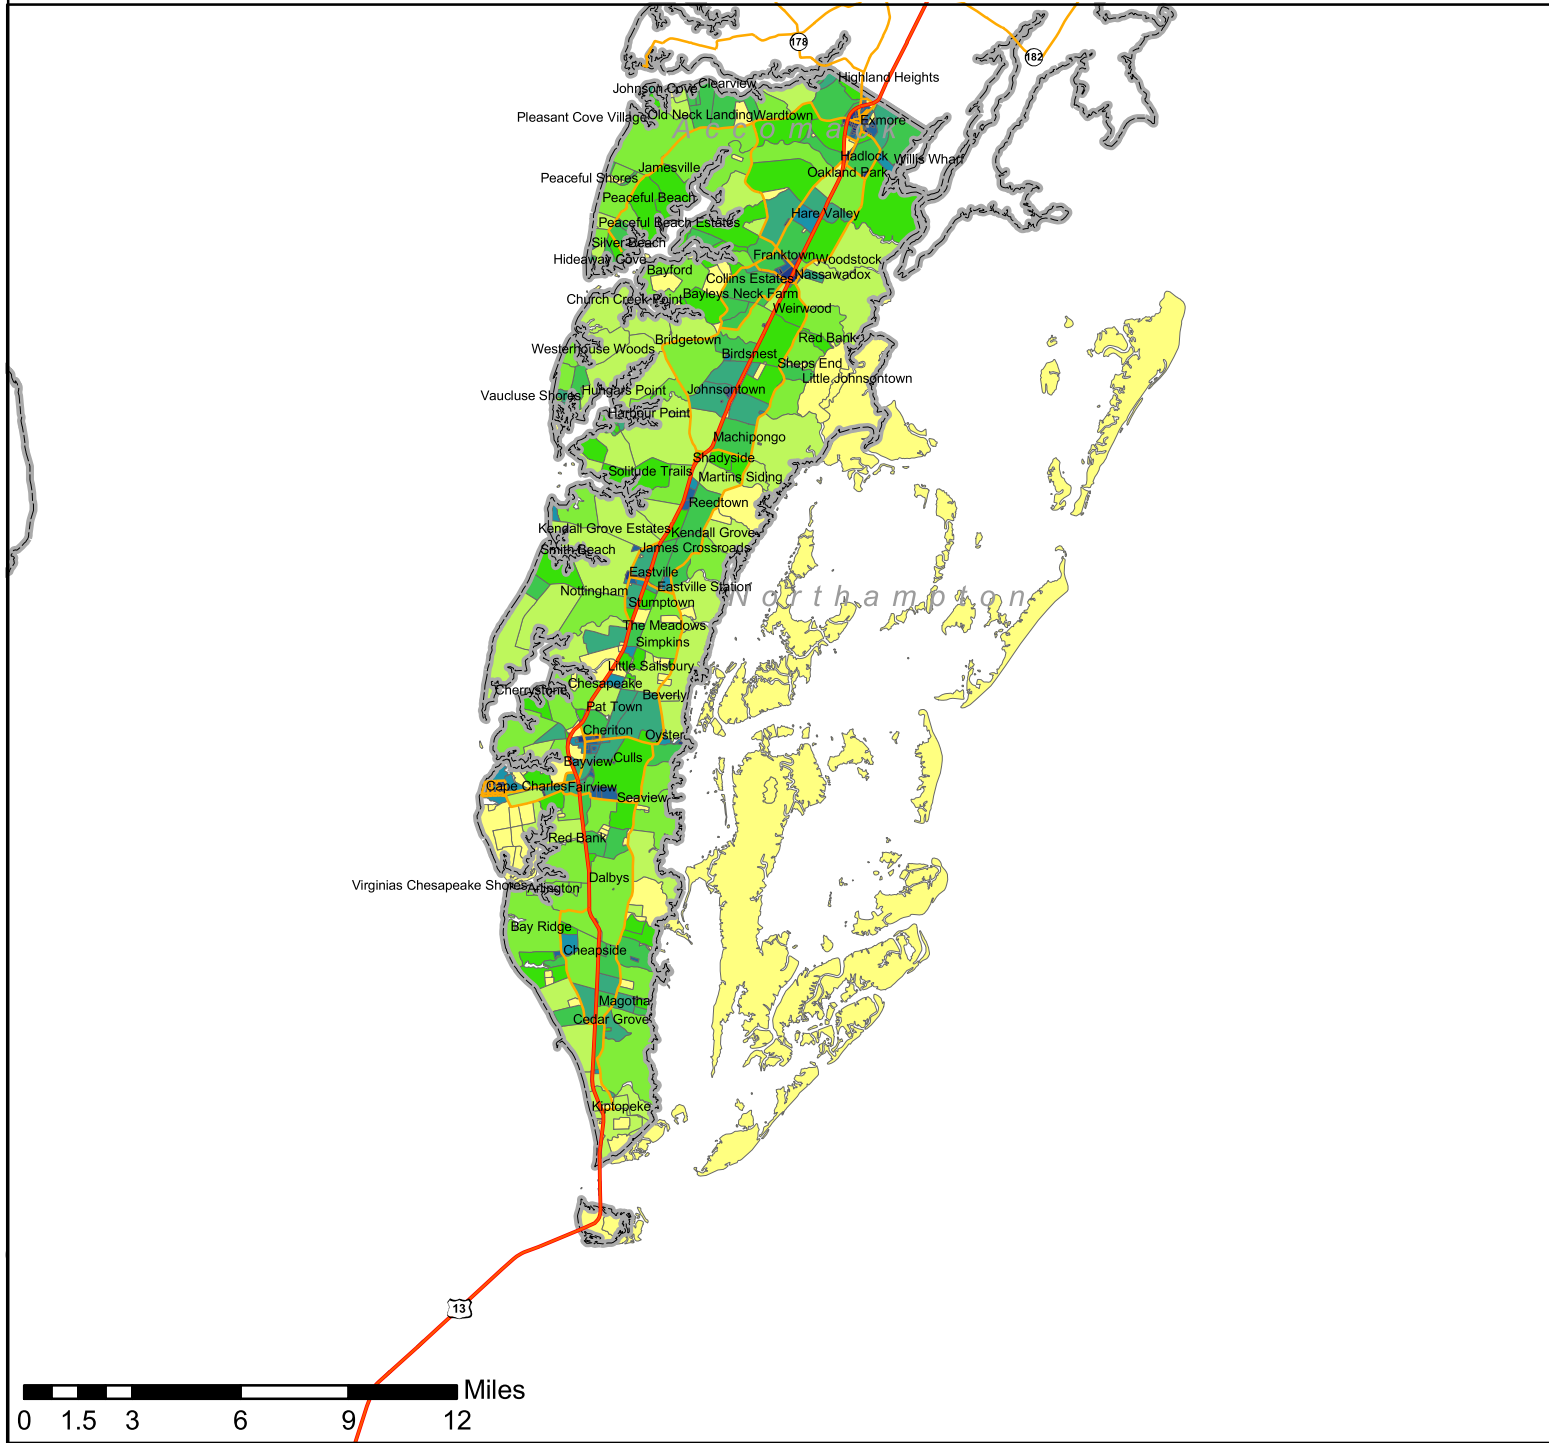 178
182
Highland Heights
Clearview
Johnson Cove
Old Neck Landing
Wardtown
Pleasant Cove Village
Exmore
Accomack
Hadlock
Willis Wharf
Jamesville
Oakland Park
Peaceful Shores
Peaceful Beach
Hare Valley
Peaceful Beach Estates
Silver Beach
Franktown
Hideaway Cove
Woodstock
Bayford
Nassawadox
Collins Estates
Bayleys Neck Farm
Church Creek Point
Weirwood
Bridgetown
Red Bank
Westerhouse Woods
Birdsnest
Sheps End
Little Johnsontown
Hungars Point
Johnsontown
Vaucluse Shores
Harbour Point
Machipongo
Shadyside
Solitude Trails
Martins Siding
Reedtown
Kendall Grove Estates
Kendall Grove
Smith Beach
James Crossroads
Eastville
Eastville Station
Nottingham
Northampton
Stumptown
The Meadows
Simpkins
Little Salisbury
Chesapeake
Cherrystone
Beverly
Pat Town
Cheriton
Oyster
Culls
Bayview
Cape Charles
Fairview
Seaview
Red Bank
Dalbys
Virginias Chesapeake Shores
Arlington
Bay Ridge
Cheapside
Magotha
Cedar Grove
Kiptopeke
13
Miles
0 1.5 3 6 9 12